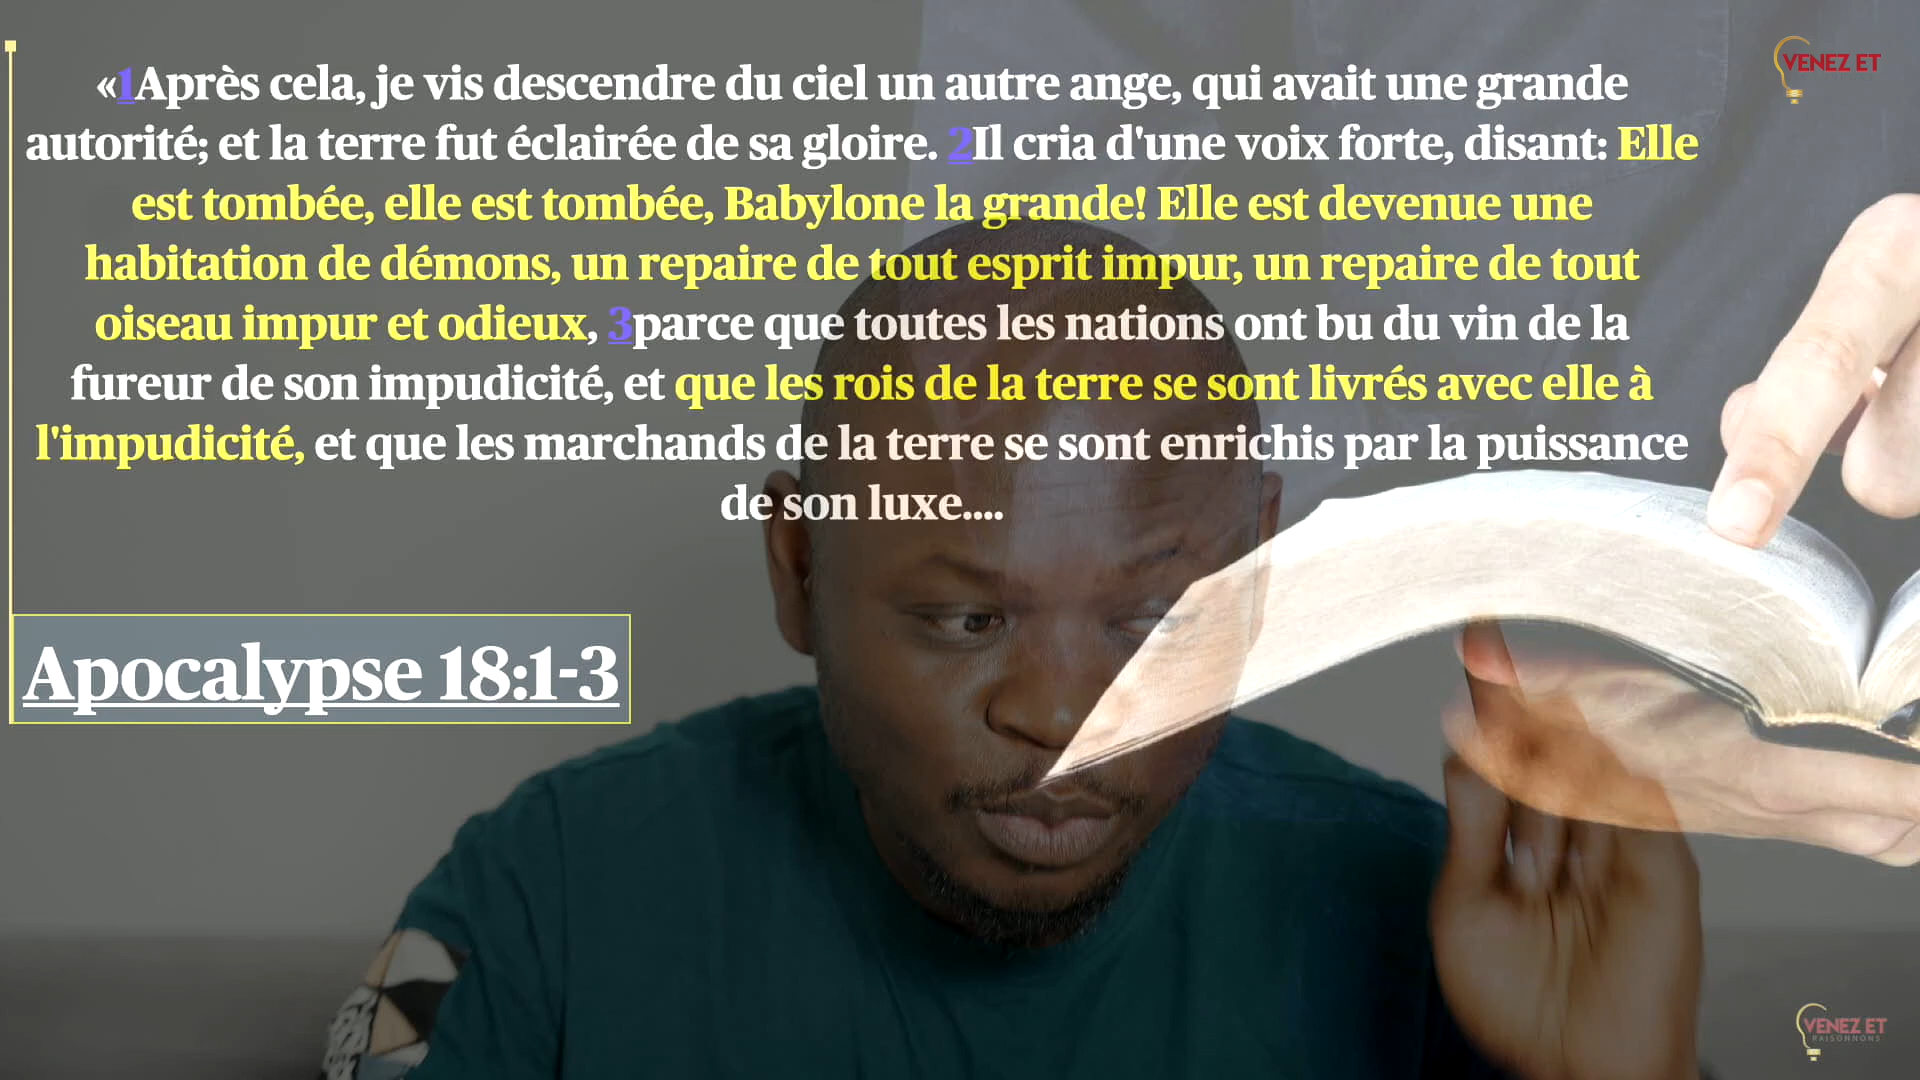 VENEZ ET
«1Après cela, je vis descendre du ciel un autre ange, qui avait une grande
autorité; et la terre fut éclairée de sa gloire. 2Il cria d'une voix forte, disant: Elle
est tombée, elle est tombée, Babylone la grande! Elle est devenue une
habitation de démons, un repaire de tout esprit impur, un repaire de tout
oiseau impur et odieux, 3parce que toutes les nations ont bu du vin de la
fureur de son impudicité, et que les rois de la terre se sont livrés avec elle à
l'impudicité, et que les marchands de la terre se sont enrichis par la puissance
de son luxe....
Apocalypse 18:1-3
VENEZ ET
RAISONNONS